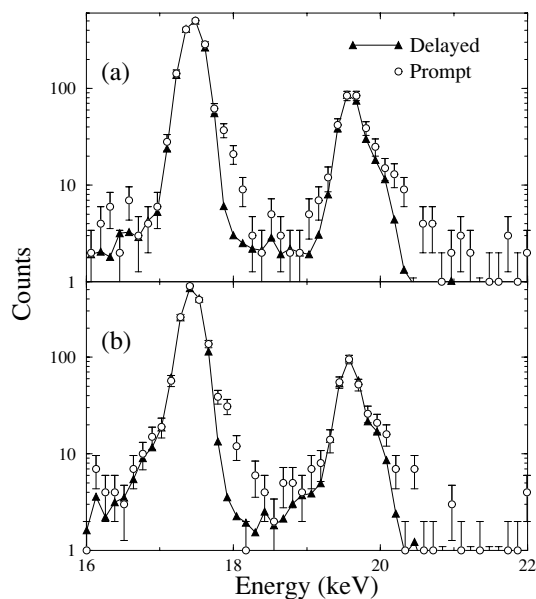 100
10
1
(a)
Delayed
Prompt
Counts
100
10
1
(b)
16
18
20
22
Energy (keV)